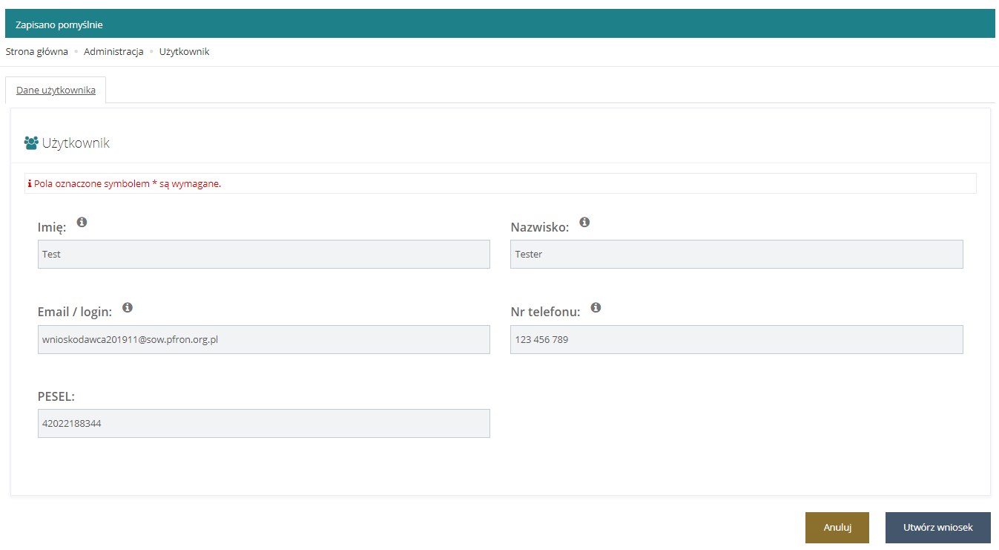 Zapisano pomyślnie
Strona główna Administracja Użytkownik
Dane użytkownika
Użytkownik
Pola oznaczone symbolem * są wymagane.
Imię: Nazwisko:
Test Tester
Email / login: Nr telefonu:
wnioskodawca201911@sow.pfron.org.pl 123 456 789
PESEL:
42022188344
Anuluj Utwórz wniosek